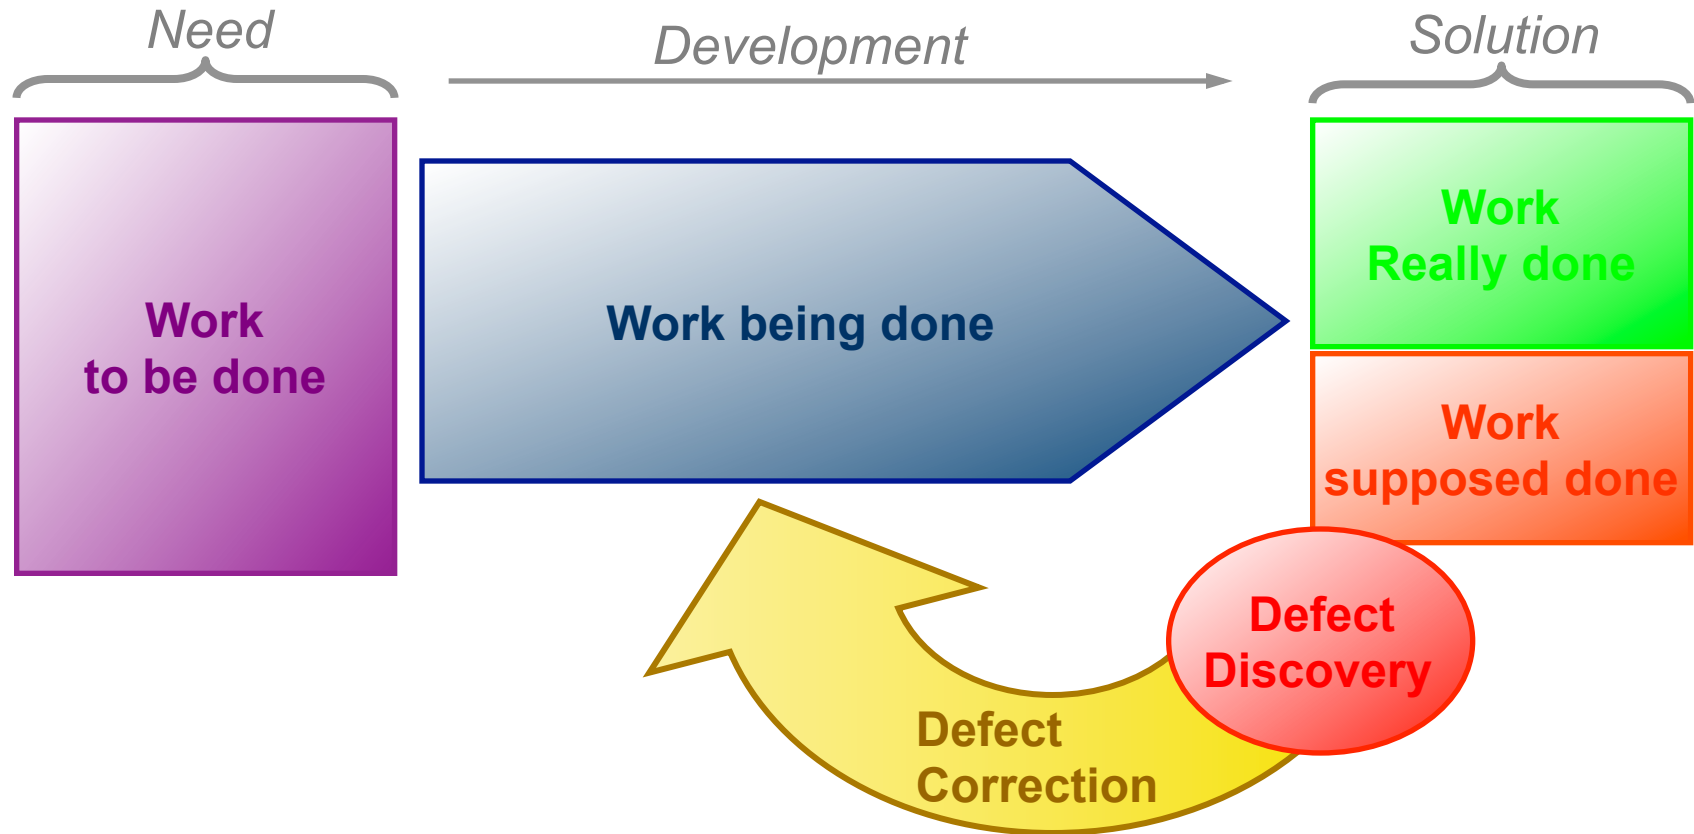 Need
Development
Solution
Work
to be done
Work being done
Work
Really done
Work
supposed done
Defect
Discovery
Defect
Correction